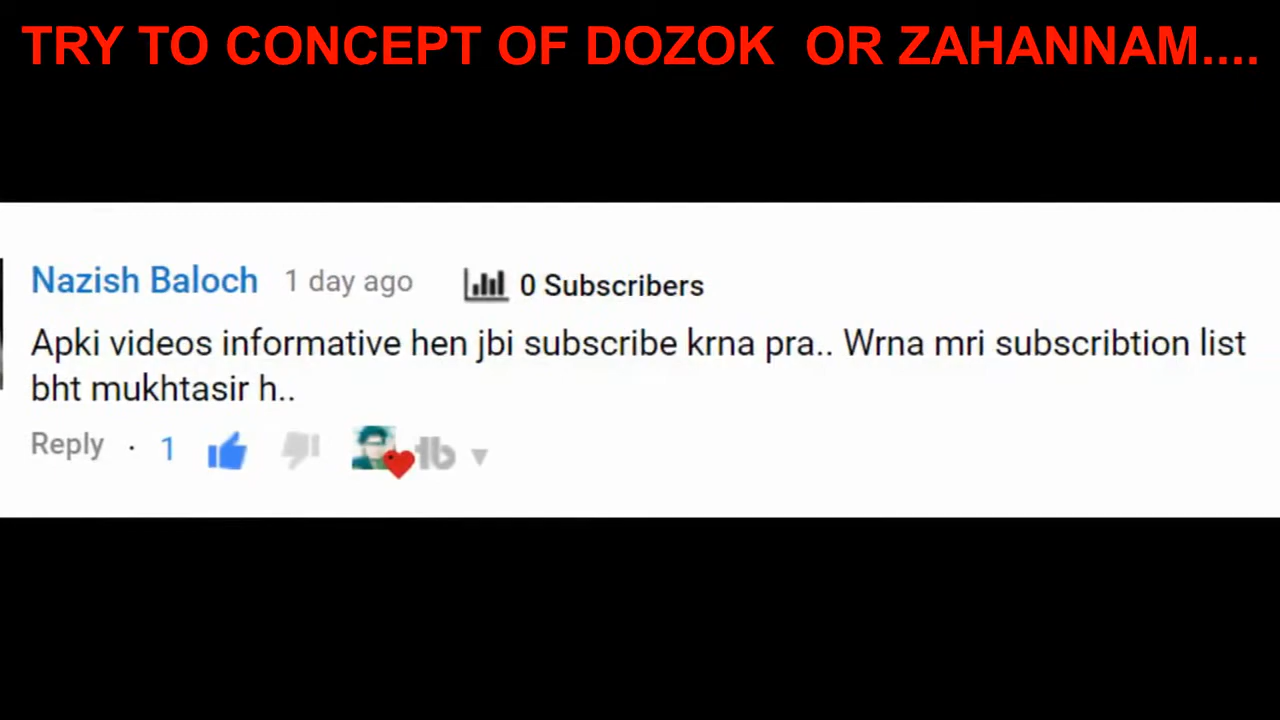 TRY TO CONCEPT OF DOZOK OR ZAHANNAM....
Nazish Baloch 1 day ago 0 Subscribers
Apki videos informative hen jbi subscribe krna pra.. Wrna mri subscribtion list
bht mukhtasir h..
Reply · 1 tb